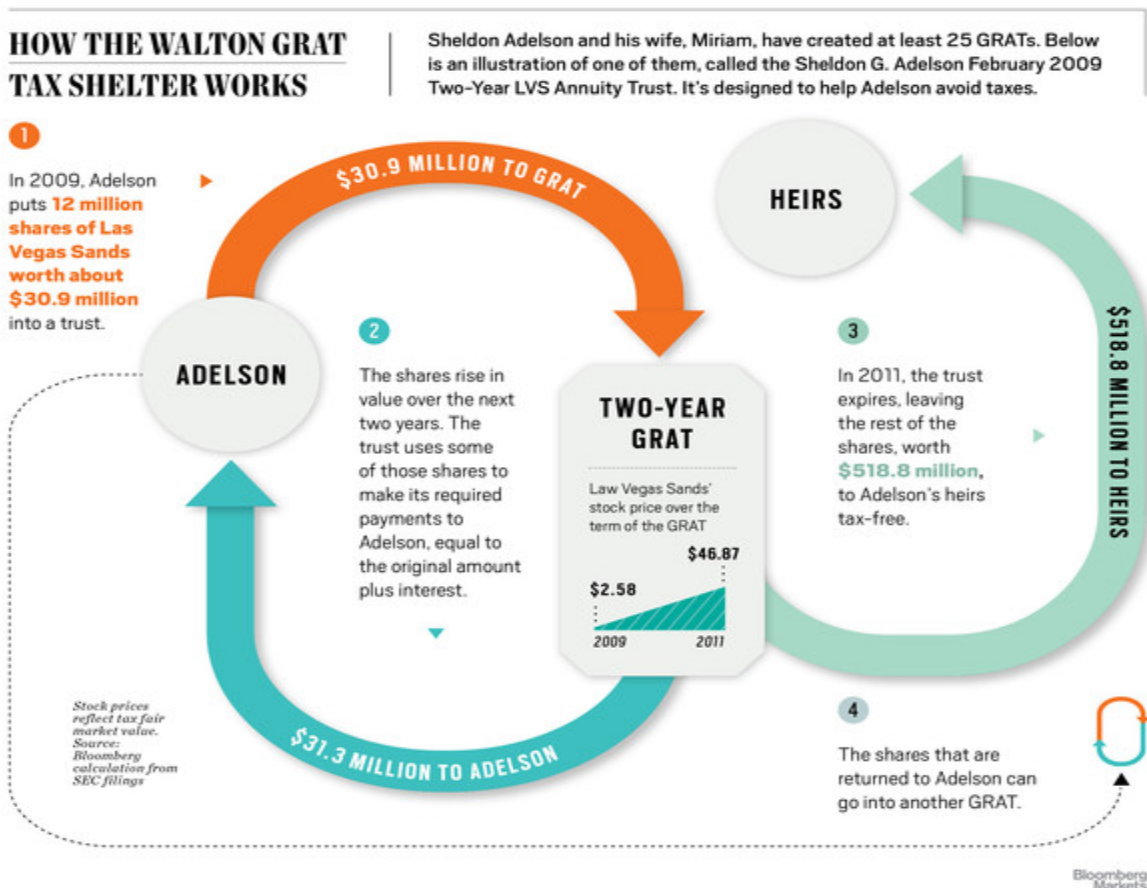 HOW THE WALTON GRAT
TAX SHELTER WORKS
Sheldon Adelson and his wife, Miriam, have created at least 25 GRATs. Below
is an illustration of one of them, called the Sheldon G. Adelson February 2009
Two-Year LVS Annuity Trust. It's designed to help Adelson avoid taxes.
1
In 2009, Adelson
puts 12 million
shares of Las
Vegas Sands
worth about
$30.9 million
into a trust.
$30.9 MILLION TO GRAT
ADELSON
2
The shares rise in
value over the next
two years. The
trust uses some
of those shares to
make its required
payments to
Adelson, equal to
the original amount
plus interest.
$31.3 MILLION TO ADELSON
TWO-YEAR
GRAT
Law Vegas Sands'
stock price over the
term of the GRAT
$46.87
$2.58
2009
2011
HEIRS
3
In 2011, the trust
expires, leaving
the rest of the
shares, worth
$518.8 million,
to Adelson's heirs
tax-free.
$518.8 MILLION TO HEIRS
4
The shares that are
returned to Adelson can
go into another GRAT.
Stock prices
reflect tax fair
market value.
Source:
Bloomberg
calculation from
SEC filings
Bloomberg
Markets